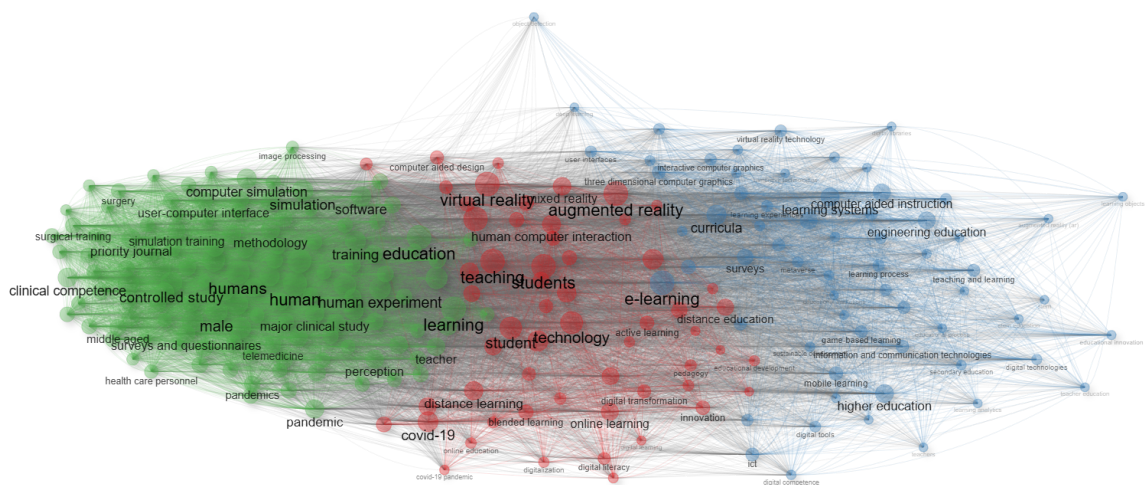 image processing
computer aided design
user interfaces
virtual reality technology
interactive computer graphics
three dimensional computer graphics
surgery
computer simulation
simulation
software
user-computer interface
virtual reality
mixed reality
augmented reality
learning systems
computer aided instruction
curricula
engineering education
surgical training
simulation training
methodology
human computer interaction
priority journal
training
education
surveys
metaverse
learning process
teaching and learning
teaching
students
clinical competence
controlled study
humans
human
human experiment
e-learning
male
major clinical study
learning
distance education
middle aged
surveys and questionnaires
student
technology
active learning
game based learning
telemedicine
teacher
information and communication technologies
educational innovation
digital technologies
secondary education
pedagogy
educational development
health care personnel
perception
mobile learning
teacher education
pandemics
distance learning
digital transformation
innovation
higher education
learning analytics
pandemic
covid-19
blended learning
online learning
digital tools
online education
covid-19 pandemic
digitalization
digital literacy
ict
digital competence